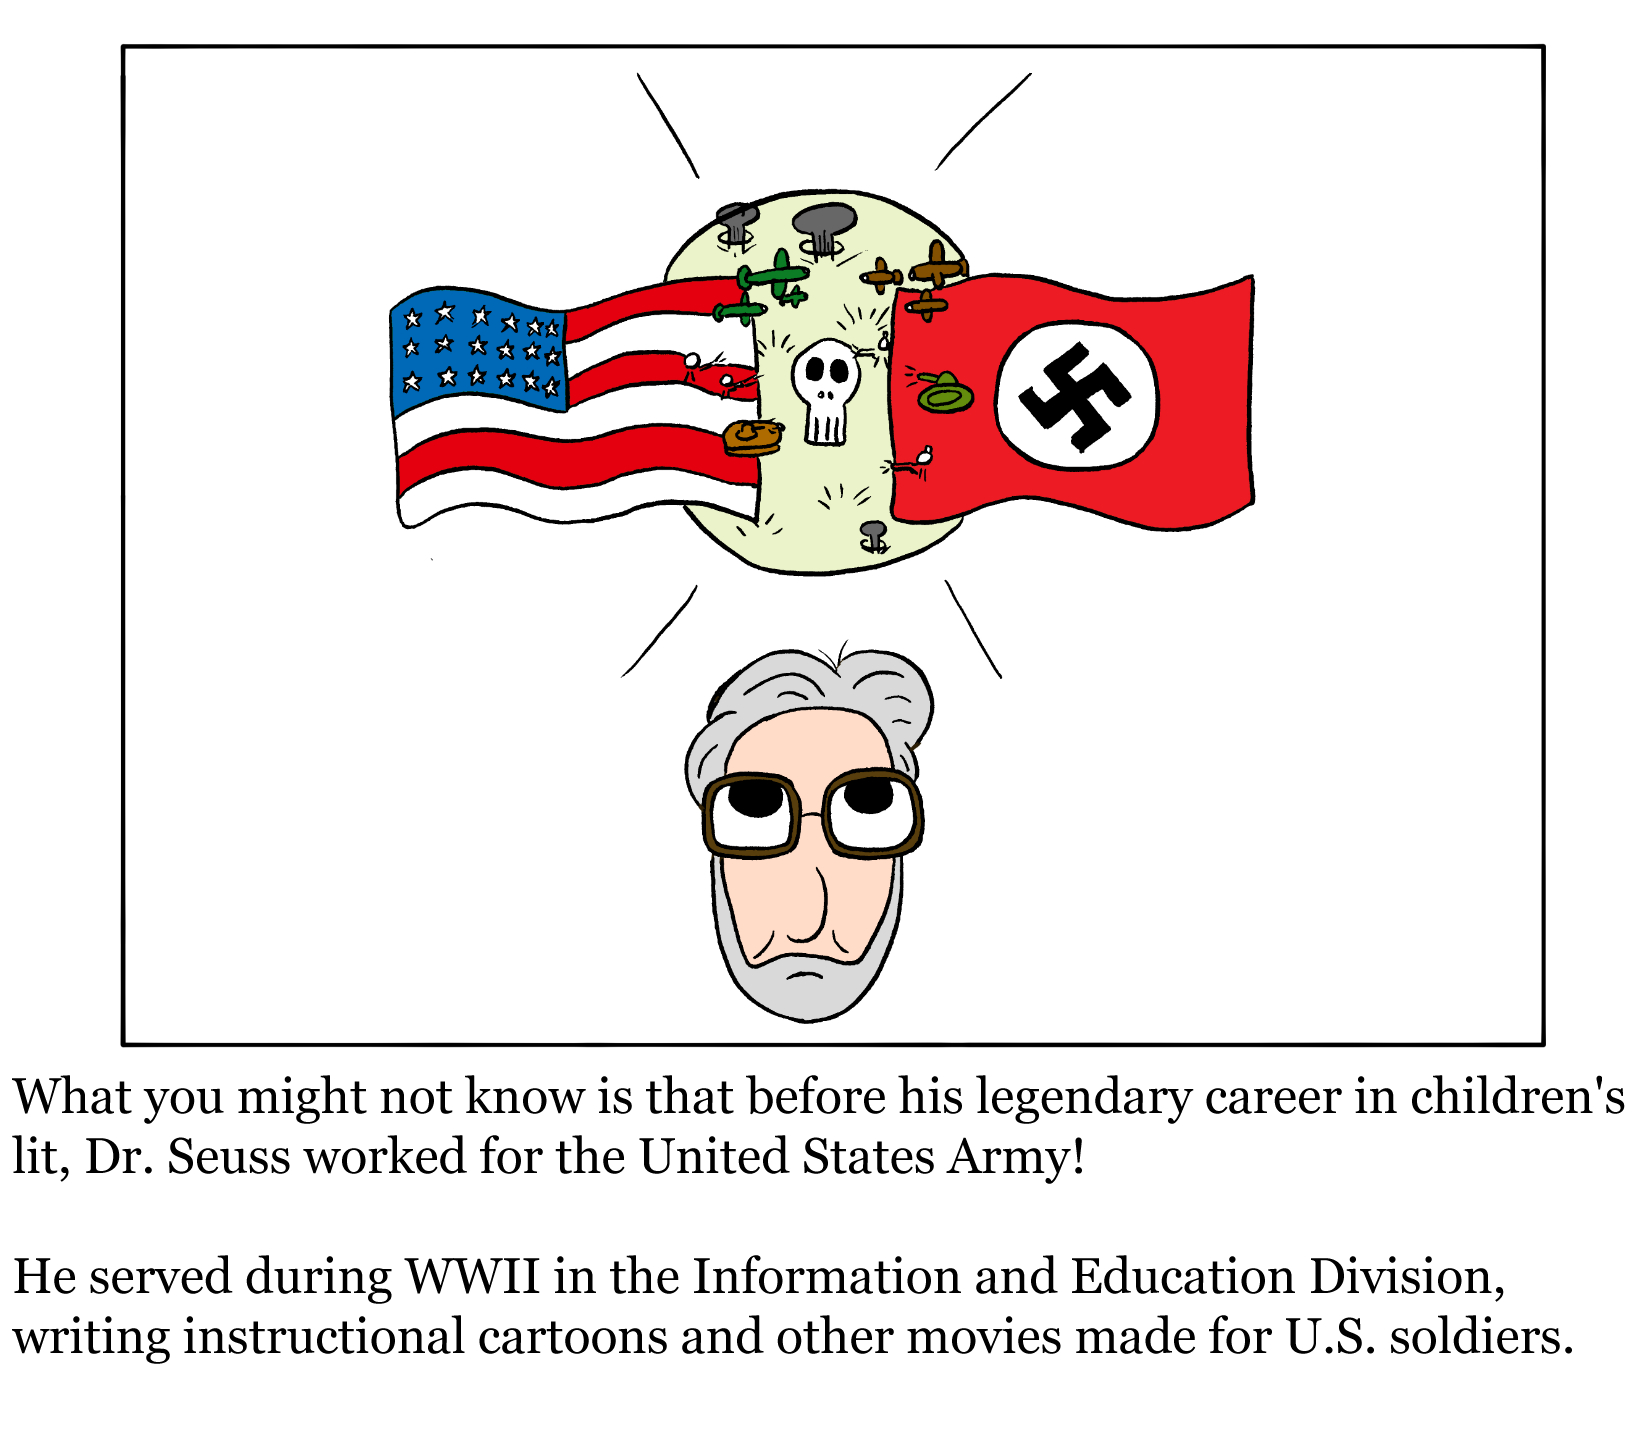 What you might not know is that before his legendary career in children's
lit, Dr. Seuss worked for the United States Army!
He served during WWII in the Information and Education Division,
writing instructional cartoons and other movies made for U.S. soldiers.